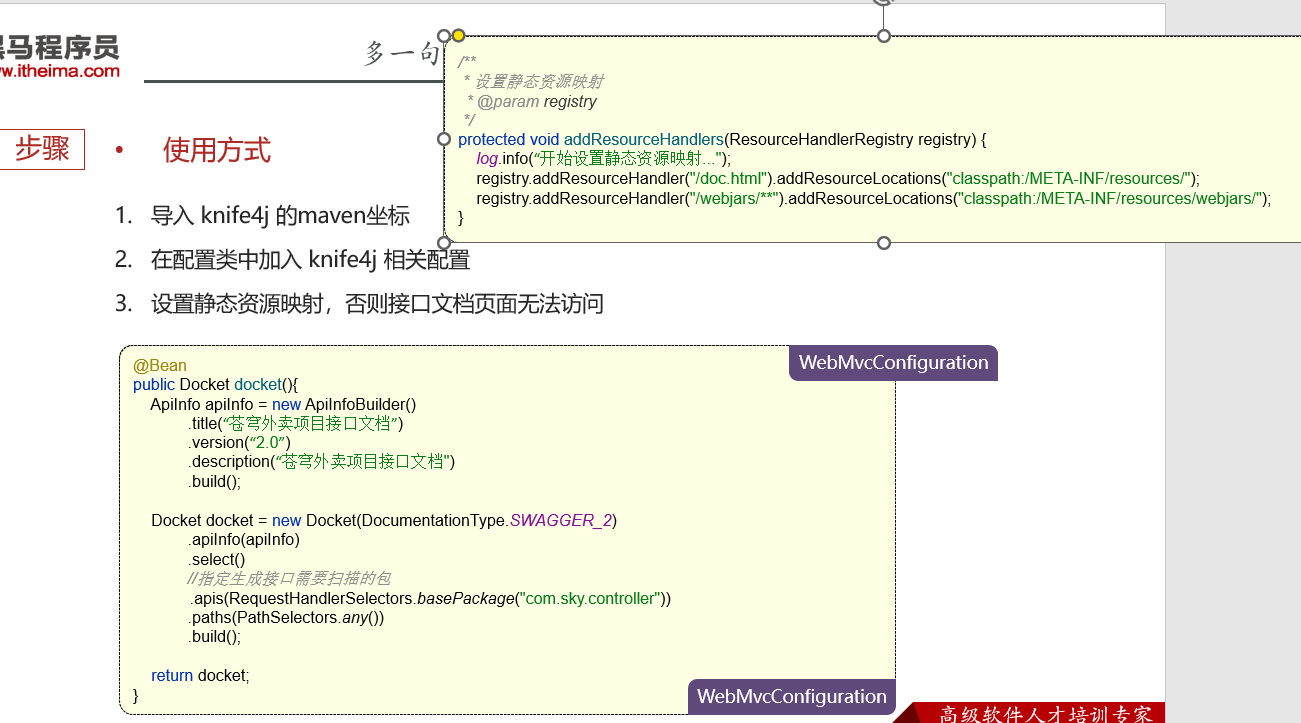 黑马程序员
www.itheima.com
多一句
步骤
• 使用方式
1. 导入 knife4j 的maven坐标
2. 在配置类中加入 knife4j 相关配置
3. 设置静态资源映射，否则接口文档页面无法访问
/**
* 设置静态资源映射
* @param registry
*/
protected void addResourceHandlers(ResourceHandlerRegistry registry) {
log.info(“开始设置静态资源映射...");
registry.addResourceHandler("/doc.html").addResourceLocations("classpath:/META-INF/resources/");
registry.addResourceHandler("/webjars/**").addResourceLocations("classpath:/META-INF/resources/webjars/");
}
WebMvcConfiguration
@Bean
public Docket docket(){
ApiInfo apiInfo = new ApiInfoBuilder()
.title(“苍穹外卖项目接口文档”)
.version(“2.0”)
.description(“苍穹外卖项目接口文档")
.build();
Docket docket = new Docket(DocumentationType.SWAGGER_2)
.apiInfo(apiInfo)
.select()
//指定生成接口需要扫描的包
.apis(RequestHandlerSelectors.basePackage("com.sky.controller"))
.paths(PathSelectors.any())
.build();
return docket;
}
WebMvcConfiguration
高级软件人才培训专家